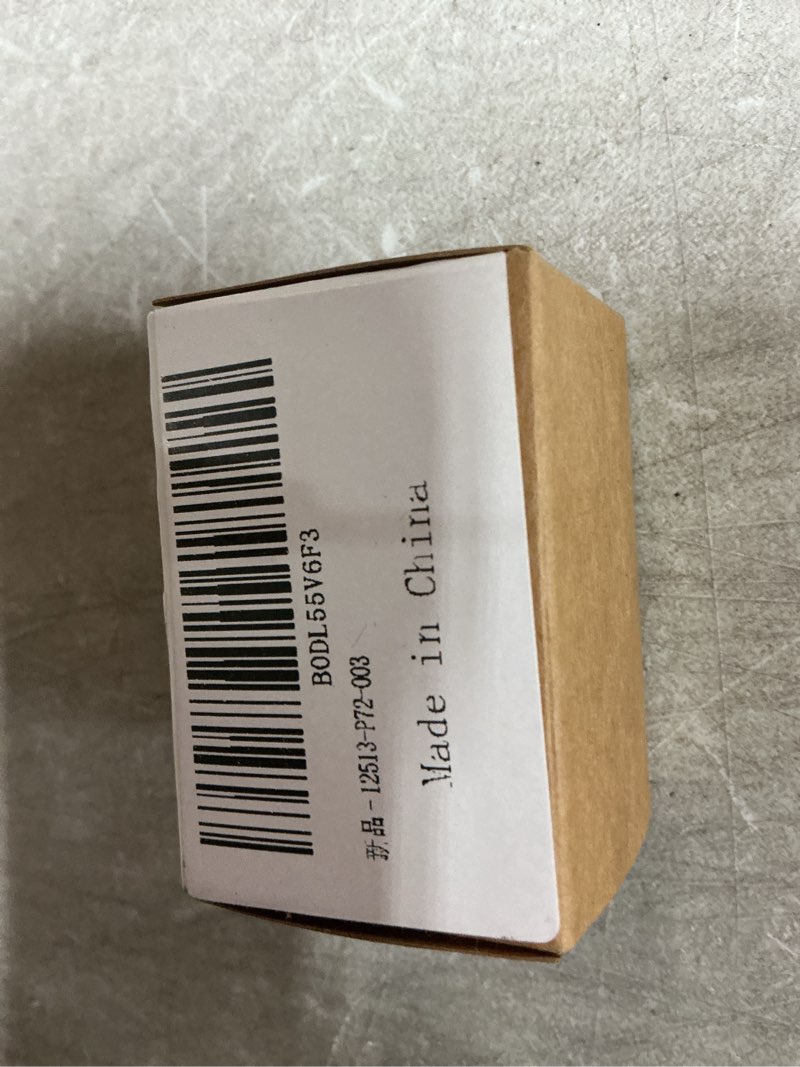 B0DL55V6F3
新品 - 12513-P72-003
Made in China